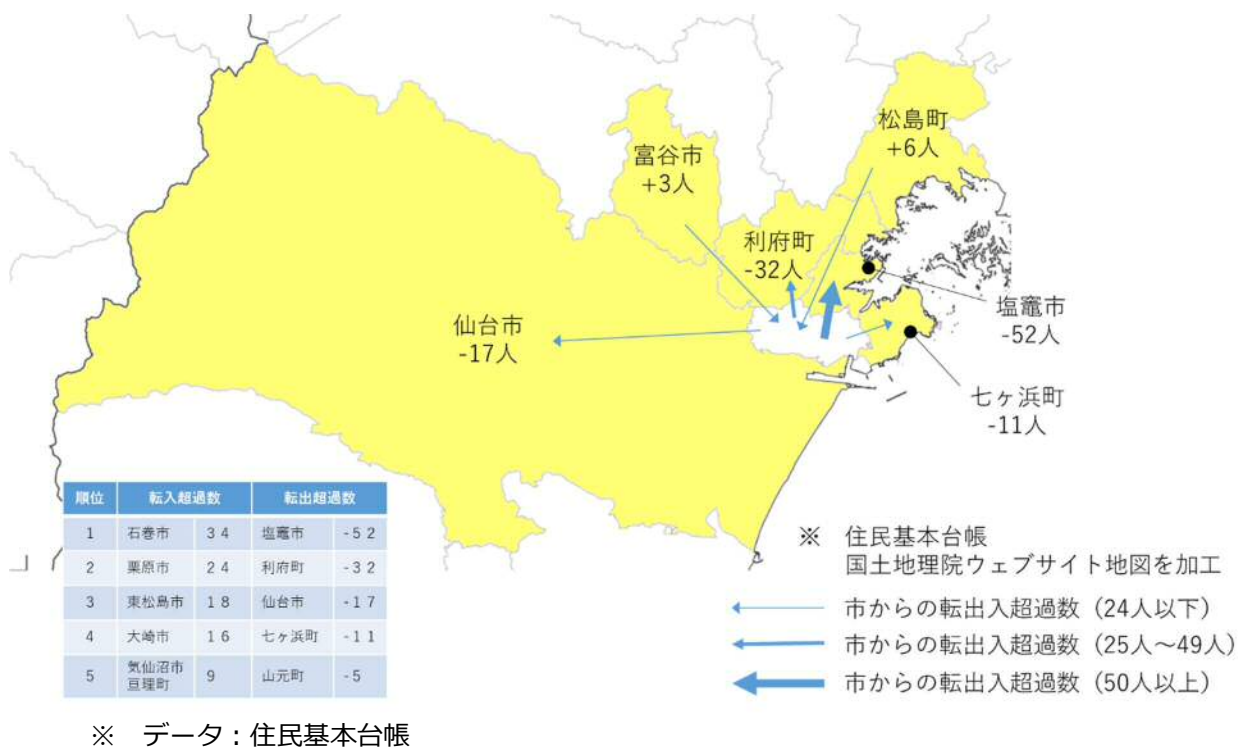 松島町
+6人
富谷市
+3人
利府町
-32人
塩竈市
-52人
仙台市
-17人
七ヶ浜町
-11人
順位 転入超過数 転出超過数
1 石巻市 34 塩竈市 -52
2 栗原市 24 利府町 -32
3 東松島市 18 仙台市 -17
4 大崎市 16 七ヶ浜町 -11
5 気仙沼市 亘理町 9 山元町 -5
※ 住民基本台帳
国土地理院ウェブサイト地図を加工
市からの転出入超過数（24人以下）
市からの転出入超過数（25人～49人）
市からの転出入超過数（50人以上）
※ データ：住民基本台帳